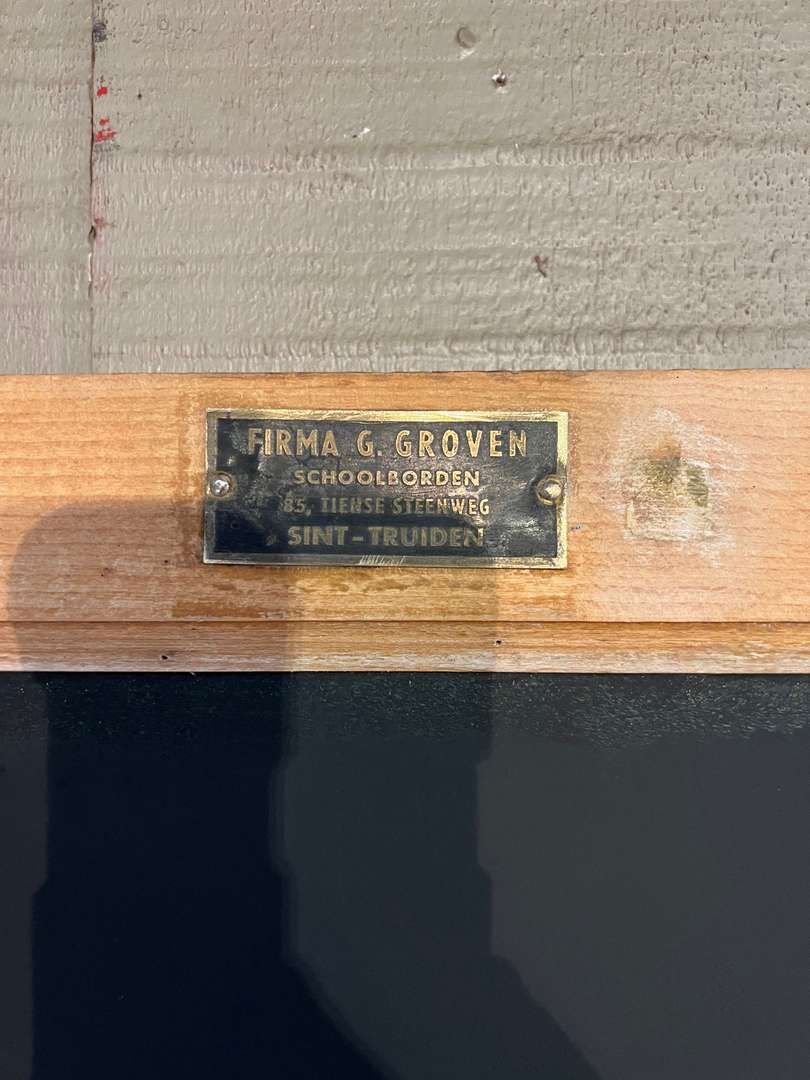 FIRMA G. GROVEN
SCHOOLBORDEN
85, TIENSE STEENWEG
SINT-TRUIDEN